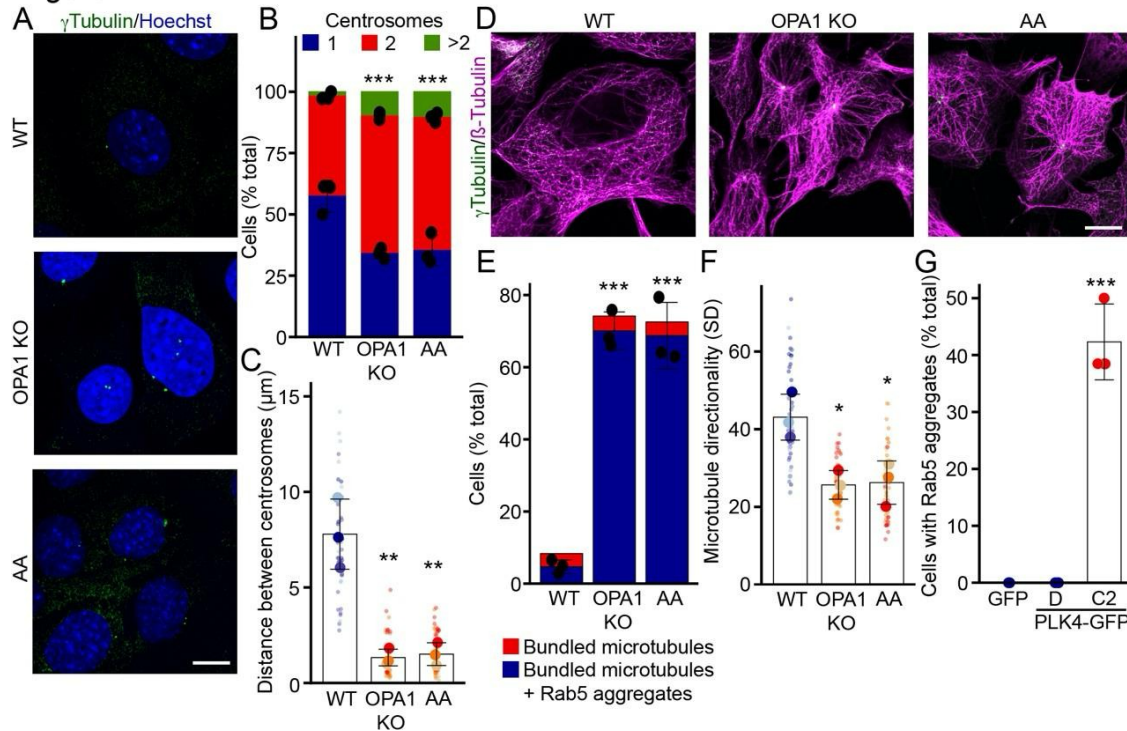 A
γTubulin/Hoechst
WT
OPA1 KO
AA
B
Centrosomes
1 2 >2
*** ***
Cells (% total)
100
75
50
25
0
WT OPA1 AA
KO
C
Distance between centrosomes (µm)
15
10
5
0
** **
WT OPA1 AA
KO
D
WT OPA1 KO AA
γTubulin/ß-Tubulin
E
*** ***
Cells (% total)
80
60
40
20
0
WT OPA1 AA
KO
Bundled microtubules
Bundled microtubules
+ Rab5 aggregates
F
Microtubule directionality (SD)
60
40
20
0
* *
WT OPA1 AA
KO
G
***
Cells with Rab5 aggregates (% total)
50
40
30
20
10
0
GFP D C2
PLK4-GFP